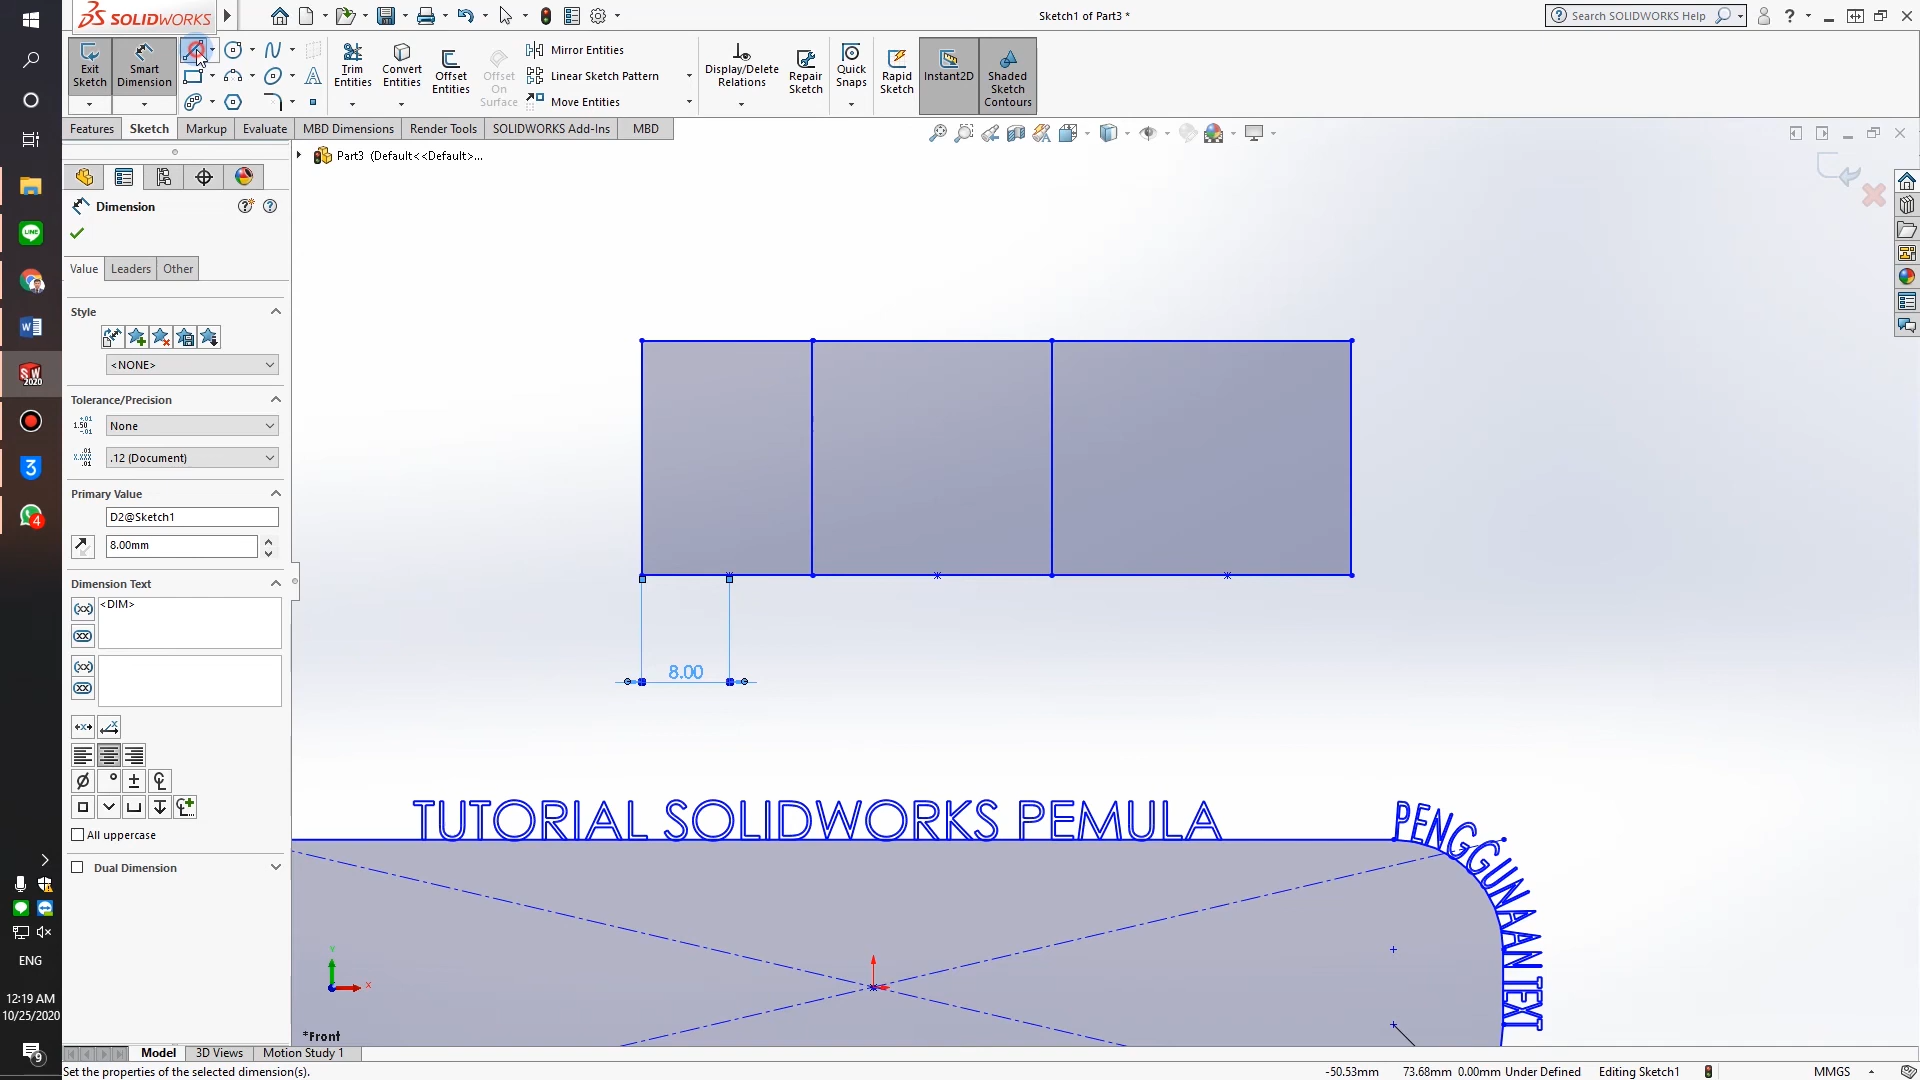 SOLIDWORKS
Sketch1 of Part3 *
Search SOLIDWORKS Help
Exit Sketch
Smart Dimension
Trim Entities
Convert Entities
Offset Entities
Offset On Surface
Mirror Entities
Linear Sketch Pattern
Move Entities
Display/Delete Relations
Repair Sketch
Quick Snaps
Rapid Sketch
Instant2D
Shaded Sketch Contours
Features
Sketch
Markup
Evaluate
MBD Dimensions
Render Tools
SOLIDWORKS Add-Ins
MBD
Part3 (Default<<Default>...
Dimension
Value
Leaders
Other
Style
<NONE>
Tolerance/Precision
None
.12 (Document)
Primary Value
D2@Sketch1
8.00mm
Dimension Text
<DIM>
All uppercase
Dual Dimension
8.00
TUTORIAL SOLIDWORKS PEMULA
PENGGUNAAAN TEXT
*Front
Model
3D Views
Motion Study 1
Set the properties of the selected dimension(s).
-50.53mm
73.68mm
0.00mm
Under Defined
Editing Sketch1
MMGS
ENG
12:19 AM
10/25/2020